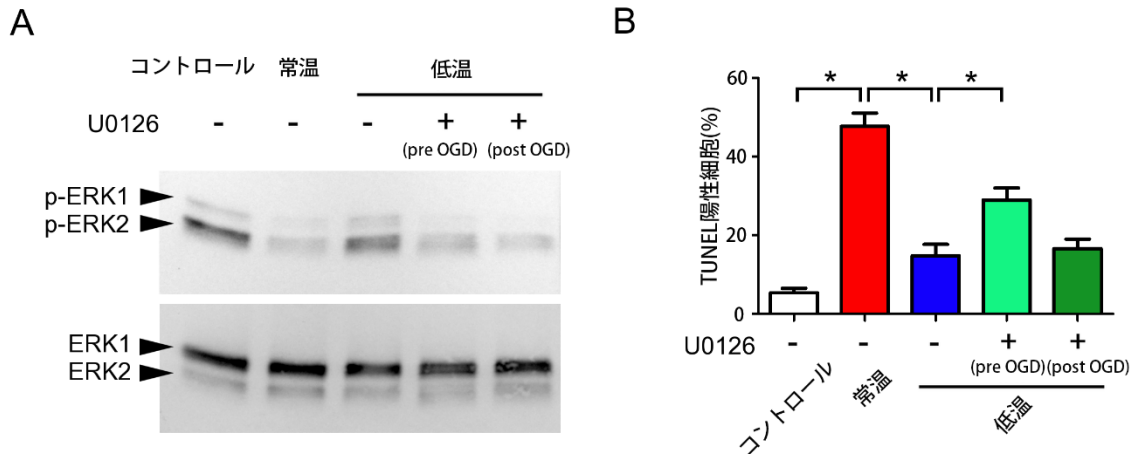 A
コントロール 常温 低温
U0126 - - - + +
(pre OGD) (post OGD)
p-ERK1
p-ERK2
ERK1
ERK2
B
TUNEL陽性細胞(%)
60
40
20
0
* * *
U0126 - - - + +
(pre OGD) (post OGD)
コントロール 常温 低温